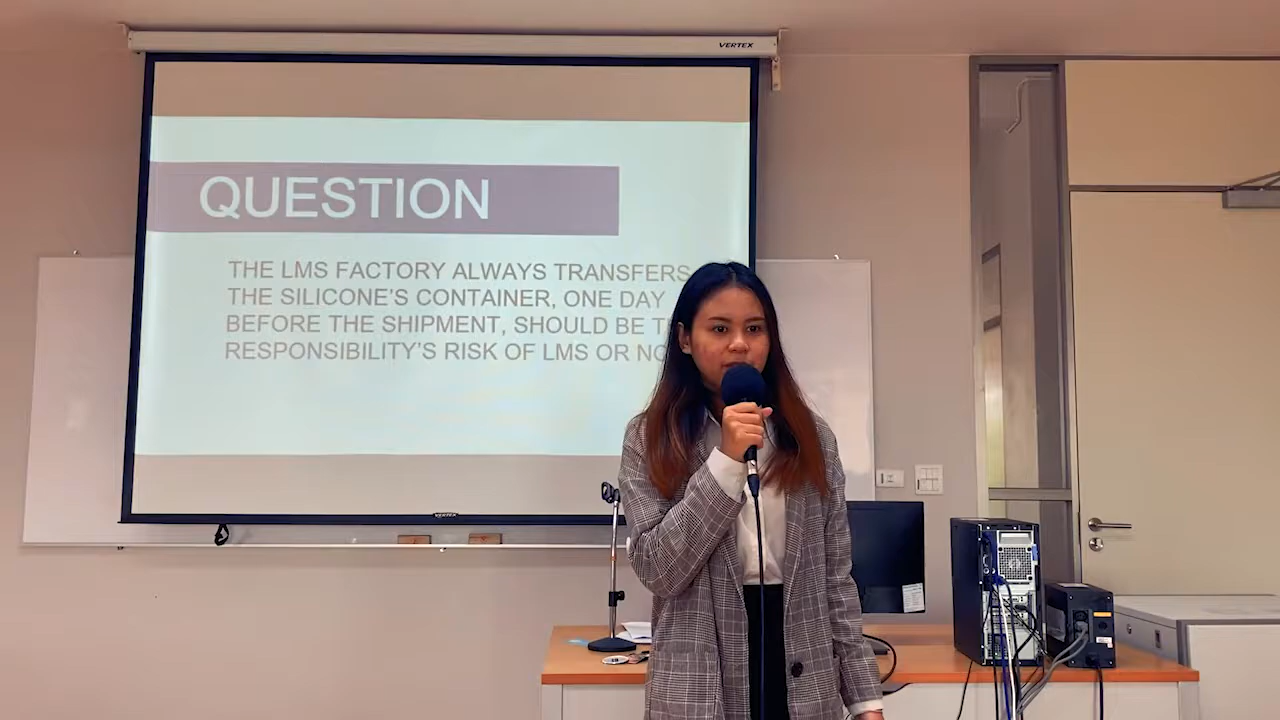 VERTEX
QUESTION
THE LMS FACTORY ALWAYS TRANSFERS
THE SILICONE'S CONTAINER, ONE DAY
BEFORE THE SHIPMENT, SHOULD BE
RESPONSIBILITY'S RISK OF LMS OR
VERTEX